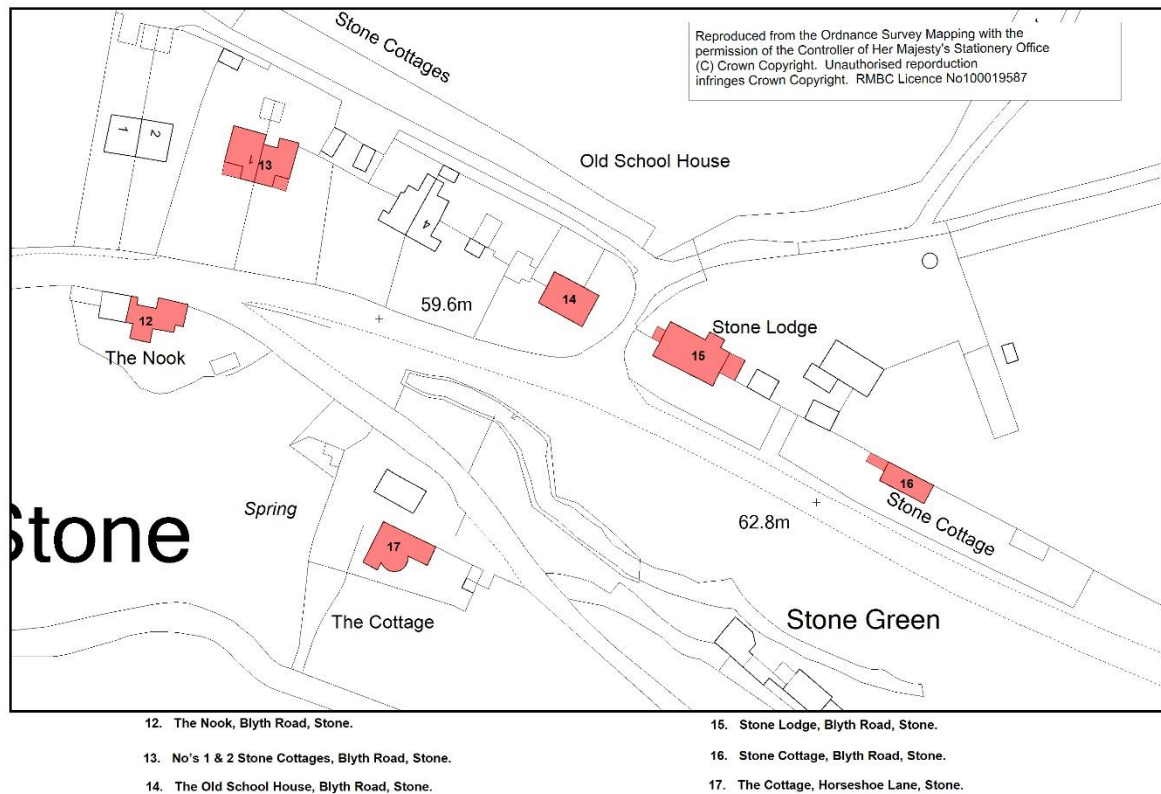 Stone Cottages
Reproduced from the Ordnance Survey Mapping with the
permission of the Controller of Her Majesty's Stationery Office
(C) Crown Copyright. Unauthorised reporduction
infringes Crown Copyright. RMBC Licence No100019587
1
2
1
13
Old School House
4
14
59.6m
12
The Nook
Stone Lodge
15
16
Stone Cottage
62.8m
Spring
Stone
17
The Cottage
Stone Green
12. The Nook, Blyth Road, Stone.
13. No's 1 & 2 Stone Cottages, Blyth Road, Stone.
14. The Old School House, Blyth Road, Stone.
15. Stone Lodge, Blyth Road, Stone.
16. Stone Cottage, Blyth Road, Stone.
17. The Cottage, Horseshoe Lane, Stone.